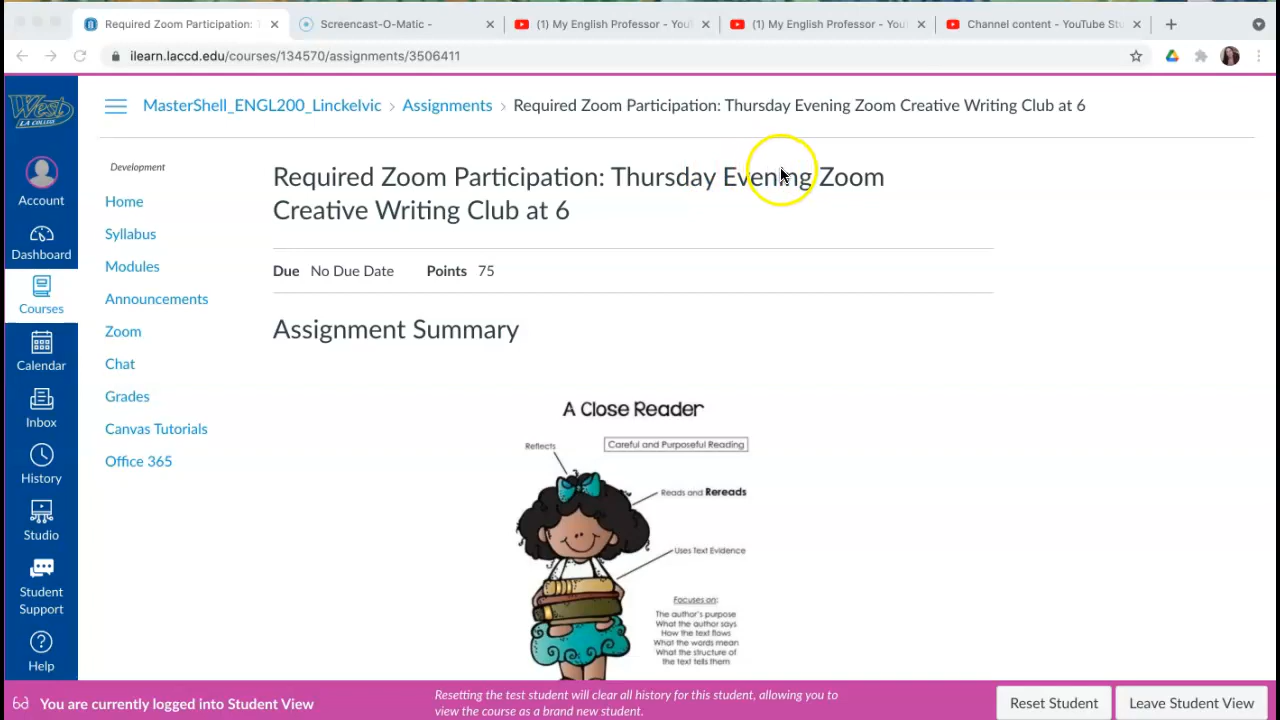 Required Zoom Participation: T
Screencast-O-Matic -
(1) My English Professor - You
(1) My English Professor - You
Channel content - YouTube Stu
ilearn.laccd.edu/courses/134570/assignments/3506411
West
LA COLLEGE
MasterShell_ENGL200_Linckelvic > Assignments > Required Zoom Participation: Thursday Evening Zoom Creative Writing Club at 6
Account
Dashboard
Courses
Calendar
Inbox
History
Studio
Student
Support
Help
Development
Home
Syllabus
Modules
Announcements
Zoom
Chat
Grades
Canvas Tutorials
Office 365
Required Zoom Participation: Thursday Evening Zoom
Creative Writing Club at 6
Due No Due Date Points 75
Assignment Summary
A Close Reader
Reflects
Careful and Purposeful Reading
Reads and Rereads
Uses Text Evidence
Focuses on:
The author's purpose
What the author says
How the text flows
What the words mean
What the structure of
the text tells them
You are currently logged into Student View
Resetting the test student will clear all history for this student, allowing you to
view the course as a brand new student.
Reset Student
Leave Student View